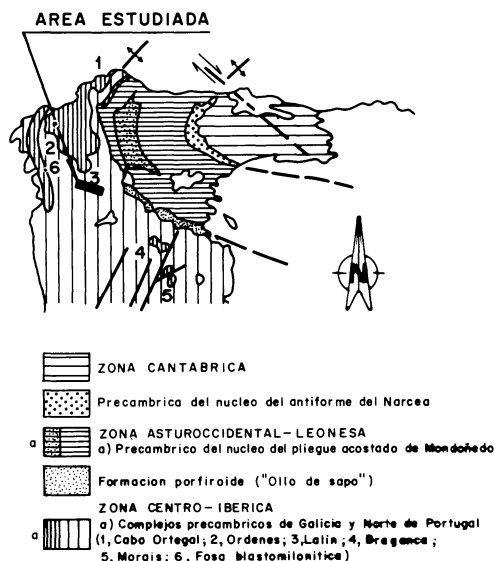 AREA ESTUDIADA
1
2
6
3
4
5
N
ZONA CANTABRICA
Precambrica del nucleo del antiforme del Narcea
a ZONA ASTUROCCIDENTAL-LEONESA
a) Precambrico del nucleo del pliegue acostado de Mondoñedo
Formacion porfiroide ("Ollo de sapo")
ZONA CENTRO-IBERICA
a a) Complejos precambricos de Galicia y Norte de Portugal
(1, Cabo Ortegal; 2, Ordenes; 3, Lalin; 4, Braganca;
5, Morais; 6, Fosa blastomilonitica)